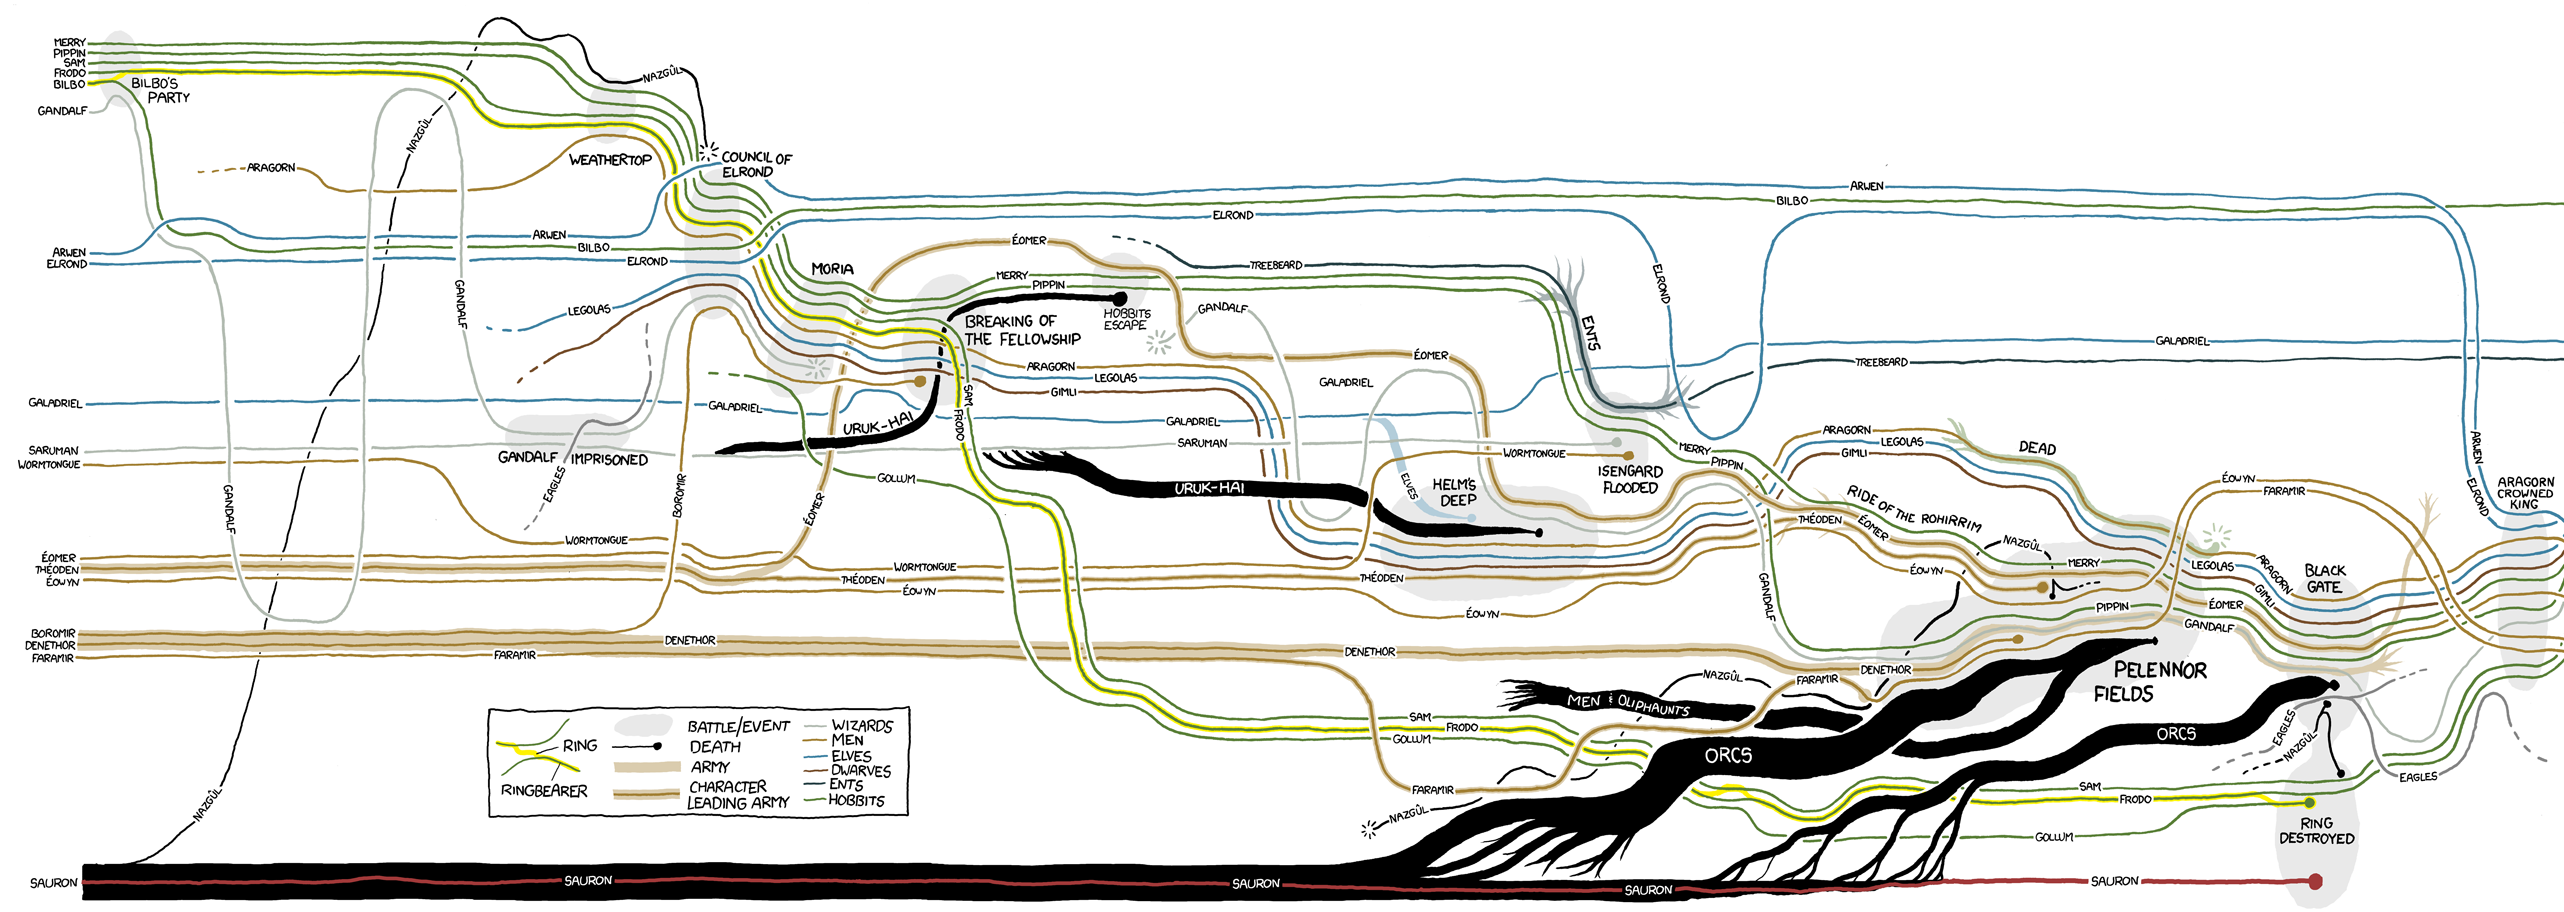 MERRY
PIPPIN
SAM
FRODO
BILBO
GANDALF
BILBO'S
PARTY
ARAGORN
NAZGÛL
NAZGÛL
WEATHERTOP
COUNCIL OF
ELROND
ARWEN
ELROND
ARWEN
BILBO
ELROND
LEGOLAS
GANDALF
MORIA
GALADRIEL
SARUMAN
WORMTONGUE
GANDALF IMPRISONED
EAGLES
GANDALF
BOROMIR
GALADRIEL
URUK-HAI
ÉOMER
WORMTONGUE
ÉOMER
THÉODEN
ÉOWYN
BOROMIR
DENETHOR
FARAMIR
FARAMIR
DENETHOR
NAZGÛL
SAURON
SAURON
RING
RINGBEARER
BATTLE/EVENT
DEATH
ARMY
CHARACTER
LEADING ARMY
WIZARDS
MEN
ELVES
DWARVES
ENTS
HOBBITS
ELROND
ÉOMER
MERRY
PIPPIN
BREAKING OF
THE FELLOWSHIP
HOBBITS
ESCAPE
TREEBEARD
GANDALF
ARAGORN
LEGOLAS
GIMLI
SAM
FRODO
GALADRIEL
SARUMAN
GOLLUM
URUK-HAI
WORMTONGUE
THÉODEN
ÉOWYN
GALADRIEL
ÉOMER
ELVES
HELM'S
DEEP
WORMTONGUE
ISENGARD
FLOODED
ENTS
ELROND
THÉODEN
ÉOWYN
DENETHOR
SAM
FRODO
GOLLUM
FARAMIR
NAZGÛL
SAURON
SAURON
ARWEN
BILBO
GALADRIEL
TREEBEARD
MERRY
PIPPIN
ARAGORN
LEGOLAS
GIMLI
DEAD
RIDE OF THE ROHIRRIM
THÉODEN
ÉOMER
NAZGÛL
MERRY
ÉOWYN
GANDALF
PIPPIN
DENETHOR
FARAMIR
NAZGÛL
MEN & OLIPHAUNTS
ORCS
PELENNOR
FIELDS
ÉOWYN
FARAMIR
LEGOLAS
ARAGORN
GIMLI
ÉOMER
GANDALF
BLACK
GATE
ORCS
EAGLES
NAZGÛL
EAGLES
SAM
FRODO
GOLLUM
RING
DESTROYED
SAURON
ARWEN
ELROND
ARAGORN
CROWNED
KING